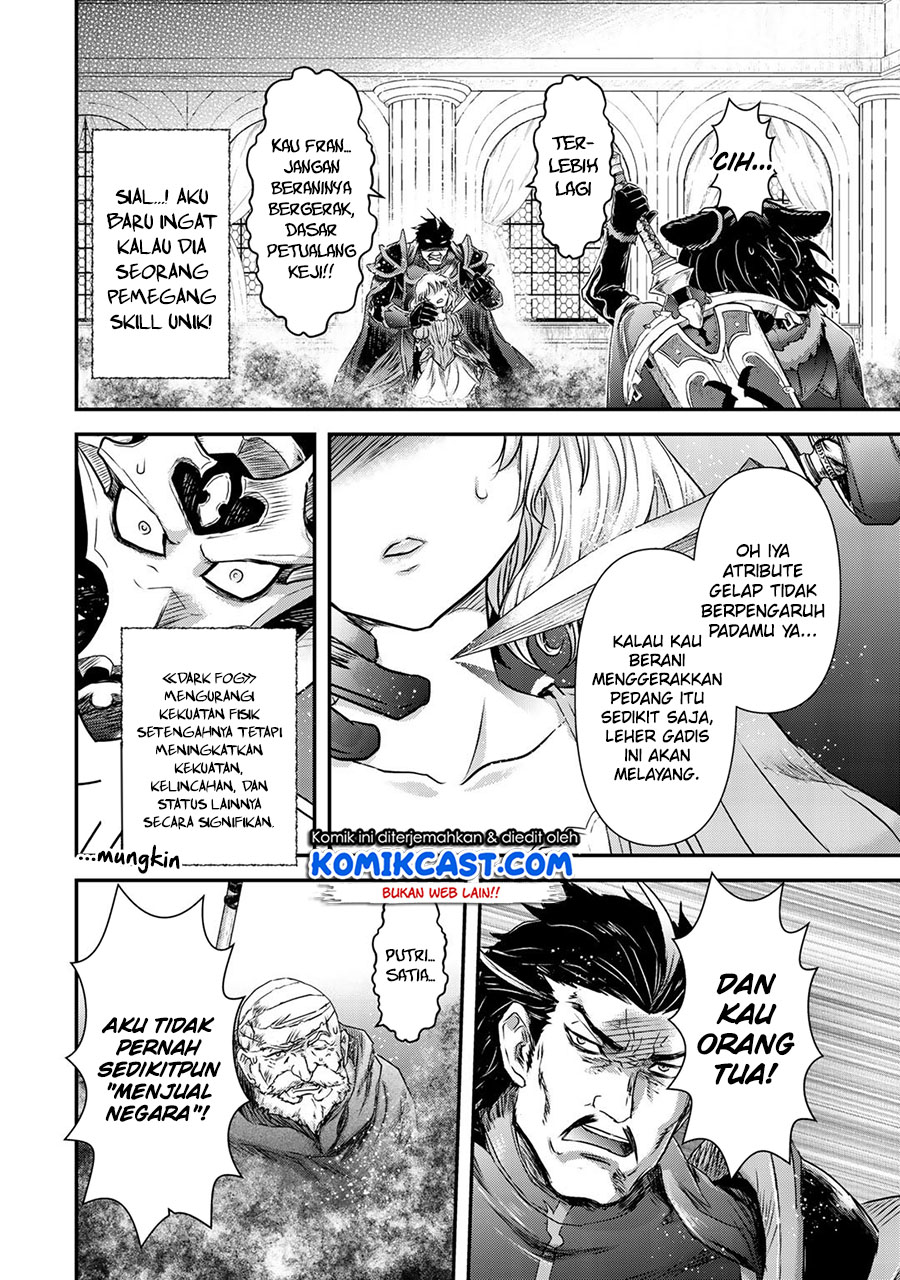 CIH...
TER-
LEBIH
LAGI
KAU FRAN...
JANGAN
BERANINYA
BERGERAK,
DASAR
PETUALANG
KEJI!!
SIAL...! AKU
BARU INGAT
KALAU DIA
SEORANG
PEMEGANG
SKILL UNIK!
OH IYA
ATRIBUTE
GELAP TIDAK
BERPENGARUH
PADAMU YA...
KALAU KAU
BERANI
MENGGERAKKAN
PEDANG ITU
SEDIKIT SAJA,
LEHER GADIS
INI AKAN
MELAYANG.
≪DARK FOG≫
MENGURANGI
KEKUATAN FISIK
SETENGAHNYA TETAPI
MENINGKATKAN
KEKUATAN,
KELINCAHAN, DAN
STATUS LAINNYA
SECARA SIGNIFIKAN.
...mungkin
Komik ini diterjemahkan & diedit oleh
KOMIKCAST.COM
BUKAN WEB LAIN!!
DAN
KAU
ORANG
TUA!
PUTRI...
SATIA...
AKU TIDAK
PERNAH
SEDIKITPUN
"MENJUAL
NEGARA"!